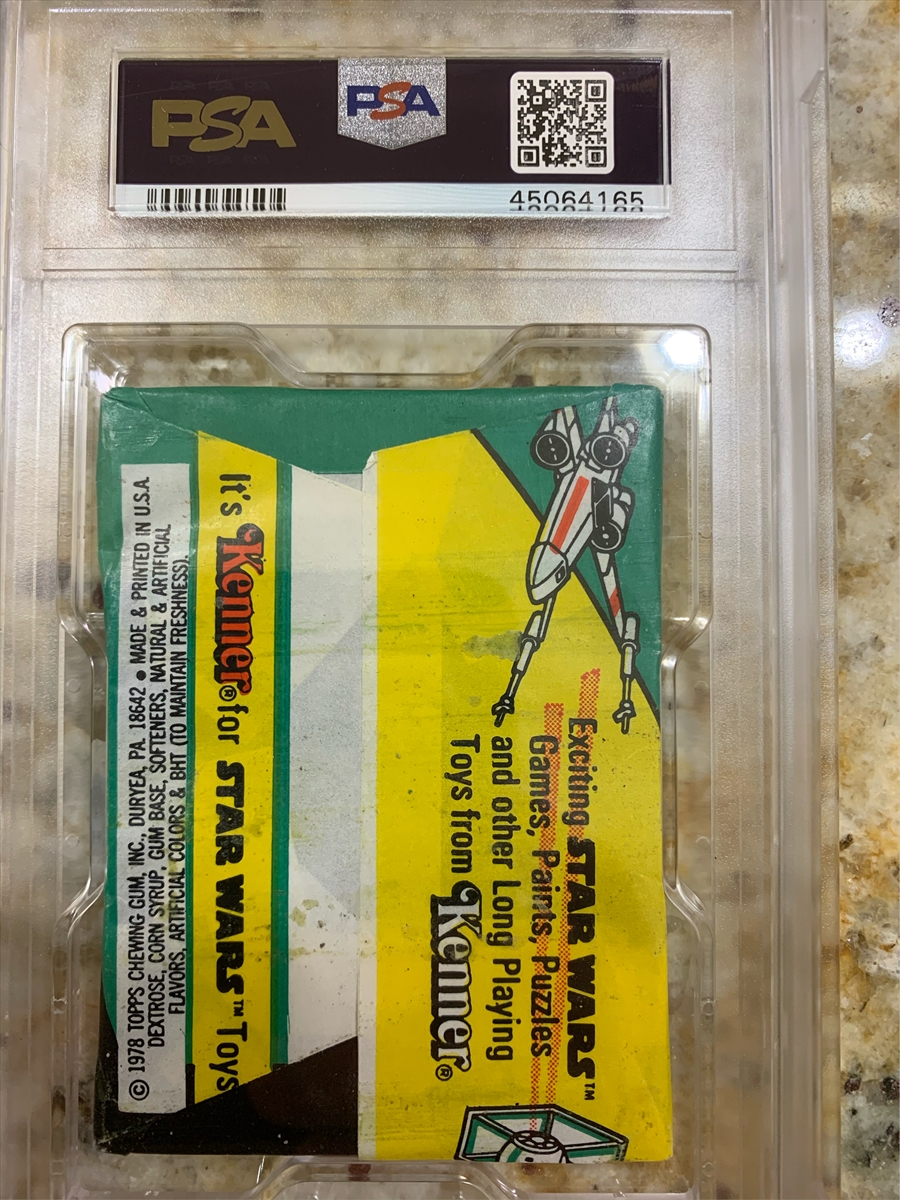 PSA
PSA
45064165
Exciting STAR WARS™
Games, Paints, Puzzles
and other Long Playing
Toys from Kenner®
It's Kenner® for STAR WARS™ Toys
© 1978 TOPPS CHEWING GUM, INC., DURYEA, PA. 18642 ● MADE & PRINTED IN U.S.A.
DEXTROSE, CORN SYRUP, GUM BASE, SOFTENERS, NATURAL & ARTIFICIAL
FLAVORS, ARTIFICIAL COLORS & BHT (TO MAINTAIN FRESHNESS).